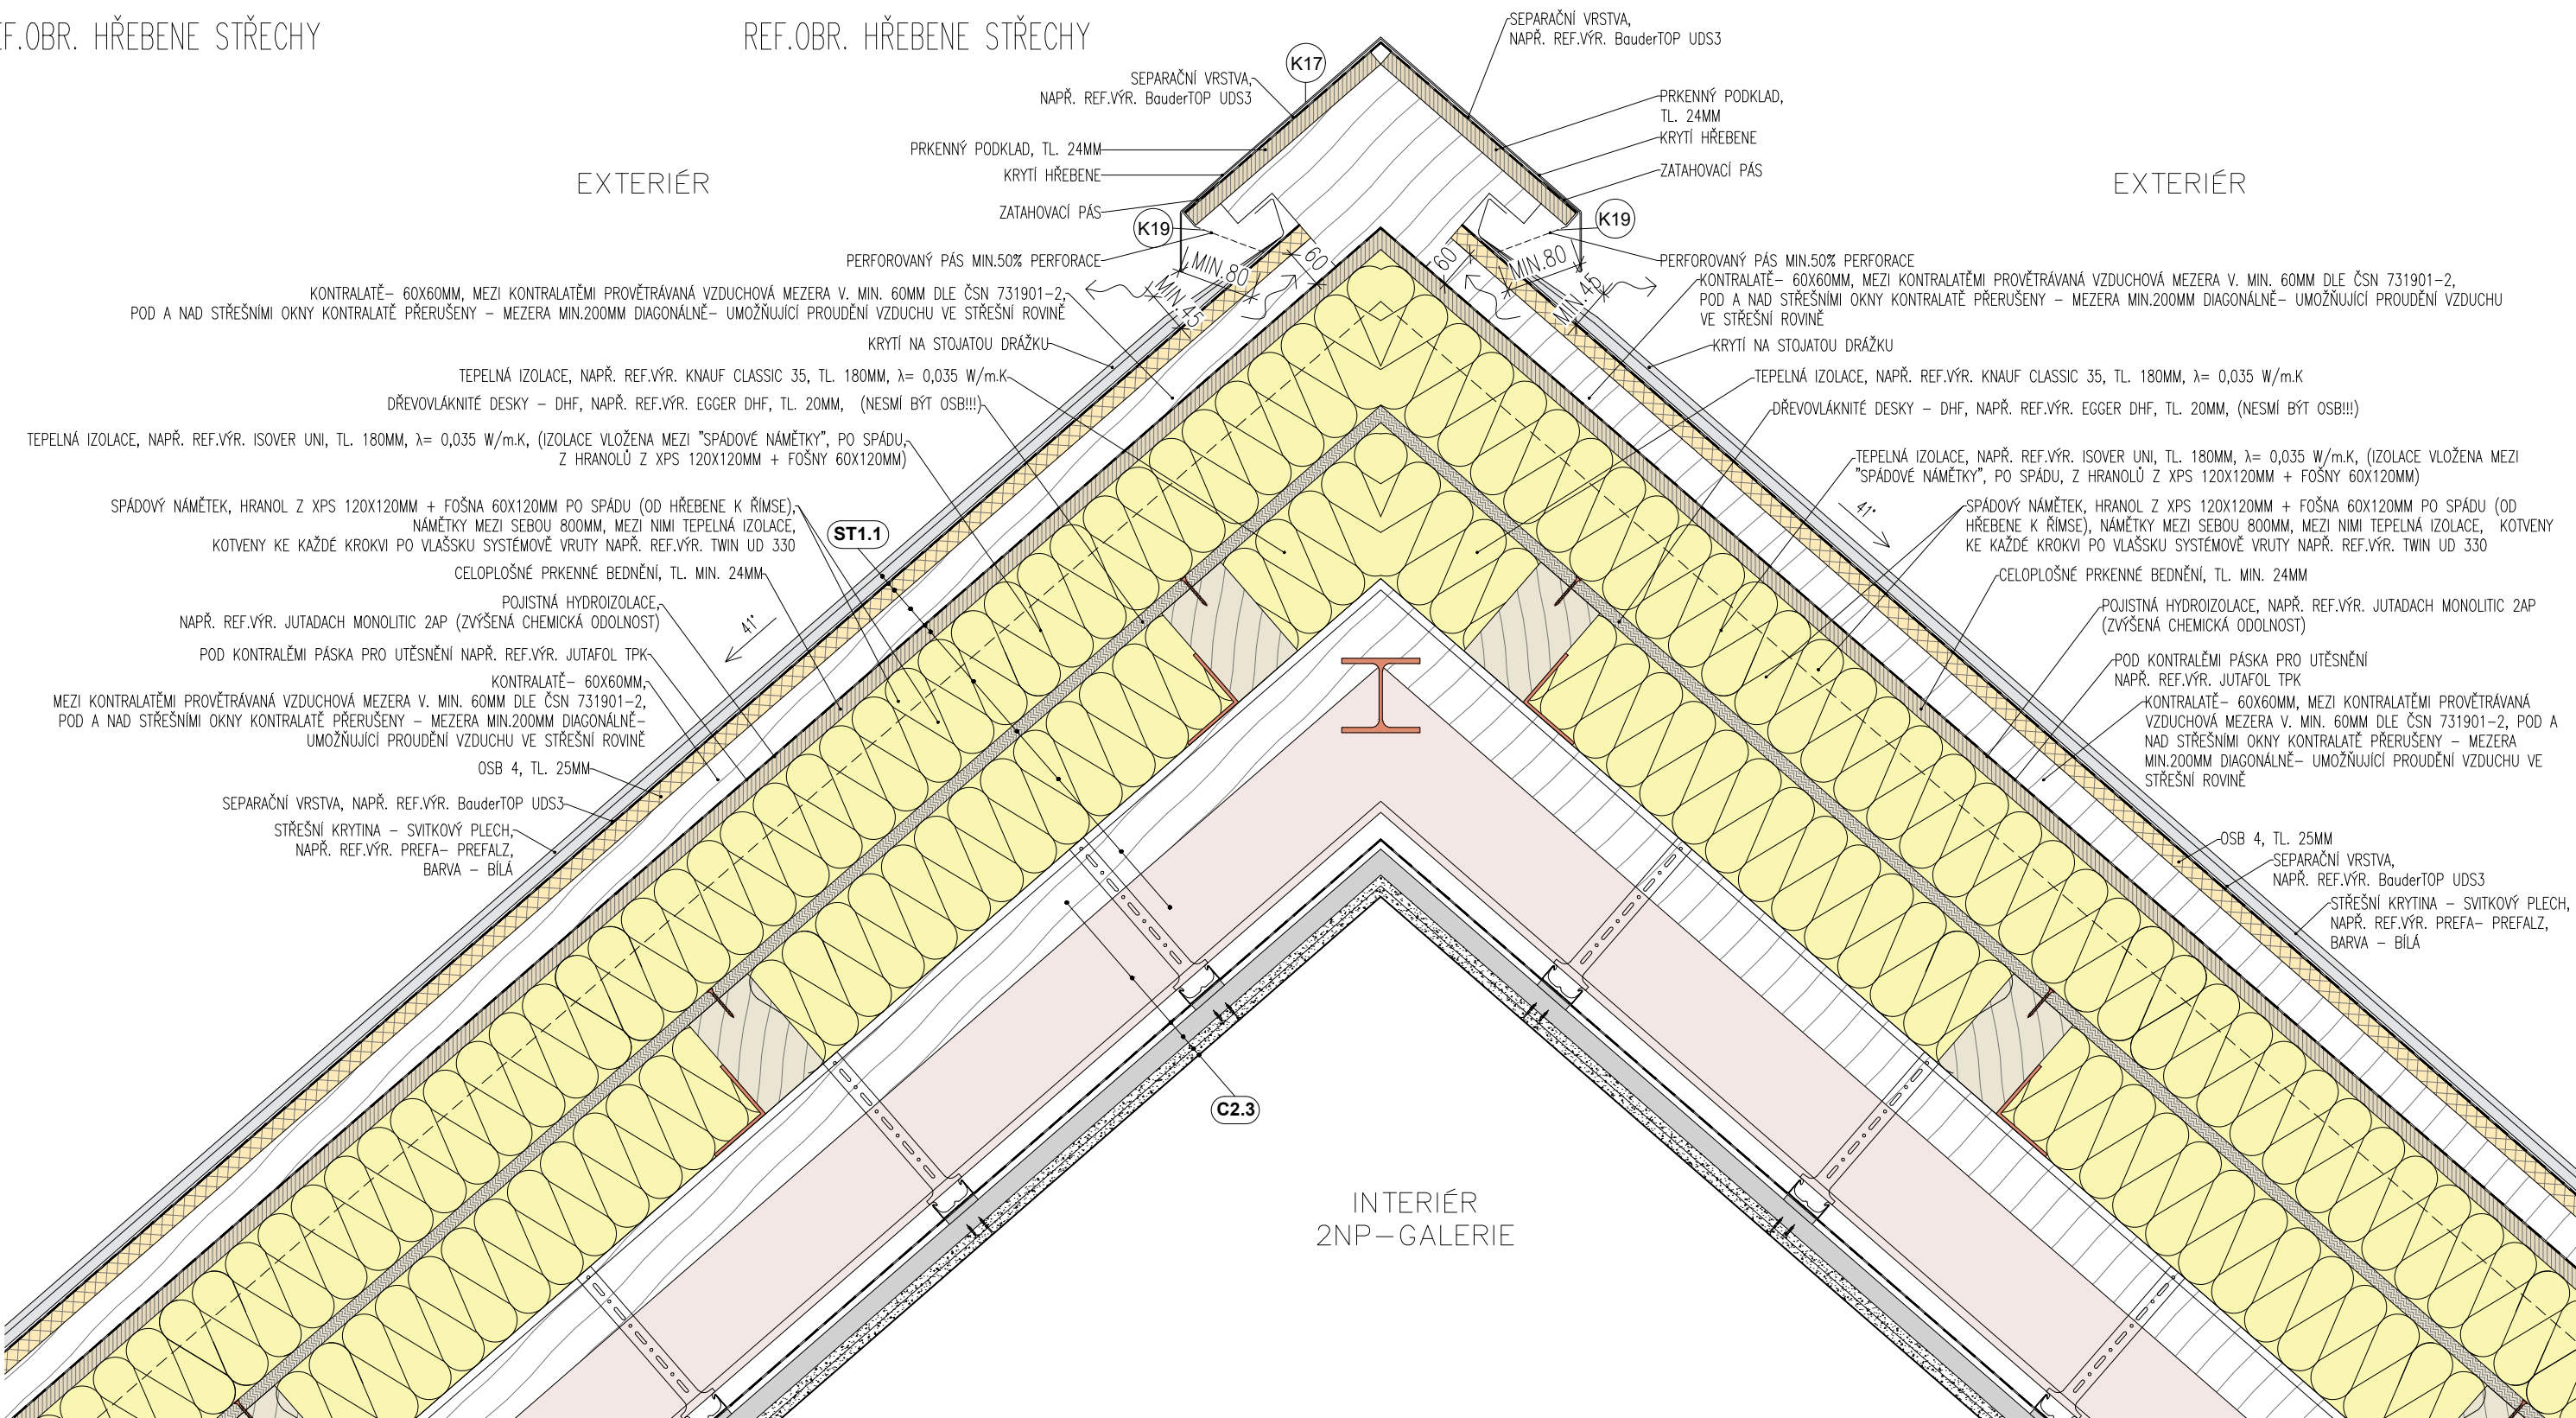 EF.OBR. HŘEBENE STŘECHY
REF.OBR. HŘEBENE STŘECHY
EXTERIÉR
SEPARAČNÍ VRSTVA,
NAPŘ. REF.VÝR. BauderTOP UDS3
K17
PRKENNÝ PODKLAD, TL. 24MM
KRYTÍ HŘEBENE
ZATAHOVACÍ PÁS
K19
PERFOROVANÝ PÁS MIN.50% PERFORACE
KONTRALATĚ- 60X60MM, MEZI KONTRALATĚMI PROVĚTRÁVANÁ VZDUCHOVÁ MEZERA V. MIN. 60MM DLE ČSN 731901-2,
POD A NAD STŘEŠNÍMI OKNY KONTRALATĚ PŘERUŠENY - MEZERA MIN.200MM DIAGONÁLNĚ- UMOŽŇUJÍCÍ PROUDĚNÍ VZDUCHU VE STŘEŠNÍ ROVINĚ
KRYTÍ NA STOJATOU DRÁŽKU
TEPELNÁ IZOLACE, NAPŘ. REF.VÝR. KNAUF CLASSIC 35, TL. 180MM, λ= 0,035 W/m.K
DŘEVOVLÁKNITÉ DESKY - DHF, NAPŘ. REF.VÝR. EGGER DHF, TL. 20MM, (NESMÍ BÝT OSB!!!)
TEPELNÁ IZOLACE, NAPŘ. REF.VÝR. ISOVER UNI, TL. 180MM, λ= 0,035 W/m.K, (IZOLACE VLOŽENA MEZI "SPÁDOVÉ NÁMĚTKY", PO SPÁDU,
Z HRANOLŮ Z XPS 120X120MM + FOŠNY 60X120MM)
SPÁDOVÝ NÁMĚTEK, HRANOL Z XPS 120X120MM + FOŠNA 60X120MM PO SPÁDU (OD HŘEBENE K ŘÍMSE),
NÁMĚTKY MEZI SEBOU 800MM, MEZI NIMI TEPELNÁ IZOLACE,
KOTVENY KE KAŽDÉ KROKVI PO VLAŠSKU SYSTÉMOVĚ VRUTY NAPŘ. REF.VÝR. TWIN UD 330
ST1.1
CELOPLOŠNÉ PRKENNÉ BEDNĚNÍ, TL. MIN. 24MM
POJISTNÁ HYDROIZOLACE,
NAPŘ. REF.VÝR. JUTADACH MONOLITIC 2AP (ZVÝŠENÁ CHEMICKÁ ODOLNOST)
41°
POD KONTRALĚMI PÁSKA PRO UTĚSNĚNÍ NAPŘ. REF.VÝR. JUTAFOL TPK
KONTRALATĚ- 60X60MM,
MEZI KONTRALATĚMI PROVĚTRÁVANÁ VZDUCHOVÁ MEZERA V. MIN. 60MM DLE ČSN 731901-2,
POD A NAD STŘEŠNÍMI OKNY KONTRALATĚ PŘERUŠENY - MEZERA MIN.200MM DIAGONÁLNĚ-
UMOŽŇUJÍCÍ PROUDĚNÍ VZDUCHU VE STŘEŠNÍ ROVINĚ
OSB 4, TL. 25MM
SEPARAČNÍ VRSTVA, NAPŘ. REF.VÝR. BauderTOP UDS3
STŘEŠNÍ KRYTINA - SVITKOVÝ PLECH,
NAPŘ. REF.VÝR. PREFA- PREFALZ,
BARVA - BÍLÁ
MIN.80
60
MIN.45
60
MIN.80
MIN.45
SEPARAČNÍ VRSTVA,
NAPŘ. REF.VÝR. BauderTOP UDS3
PRKENNÝ PODKLAD,
TL. 24MM
KRYTÍ HŘEBENE
ZATAHOVACÍ PÁS
EXTERIÉR
K19
PERFOROVANÝ PÁS MIN.50% PERFORACE
KONTRALATĚ- 60X60MM, MEZI KONTRALATĚMI PROVĚTRÁVANÁ VZDUCHOVÁ MEZERA V. MIN. 60MM DLE ČSN 731901-2,
POD A NAD STŘEŠNÍMI OKNY KONTRALATĚ PŘERUŠENY - MEZERA MIN.200MM DIAGONÁLNĚ- UMOŽŇUJÍCÍ PROUDĚNÍ VZDUCHU
VE STŘEŠNÍ ROVINĚ
KRYTÍ NA STOJATOU DRÁŽKU
TEPELNÁ IZOLACE, NAPŘ. REF.VÝR. KNAUF CLASSIC 35, TL. 180MM, λ= 0,035 W/m.K
DŘEVOVLÁKNITÉ DESKY - DHF, NAPŘ. REF.VÝR. EGGER DHF, TL. 20MM, (NESMÍ BÝT OSB!!!)
TEPELNÁ IZOLACE, NAPŘ. REF.VÝR. ISOVER UNI, TL. 180MM, λ= 0,035 W/m.K, (IZOLACE VLOŽENA MEZI
"SPÁDOVÉ NÁMĚTKY", PO SPÁDU, Z HRANOLŮ Z XPS 120X120MM + FOŠNY 60X120MM)
41°
SPÁDOVÝ NÁMĚTEK, HRANOL Z XPS 120X120MM + FOŠNA 60X120MM PO SPÁDU (OD
HŘEBENE K ŘÍMSE), NÁMĚTKY MEZI SEBOU 800MM, MEZI NIMI TEPELNÁ IZOLACE, KOTVENY
KE KAŽDÉ KROKVI PO VLAŠSKU SYSTÉMOVĚ VRUTY NAPŘ. REF.VÝR. TWIN UD 330
CELOPLOŠNÉ PRKENNÉ BEDNĚNÍ, TL. MIN. 24MM
POJISTNÁ HYDROIZOLACE, NAPŘ. REF.VÝR. JUTADACH MONOLITIC 2AP
(ZVÝŠENÁ CHEMICKÁ ODOLNOST)
POD KONTRALĚMI PÁSKA PRO UTĚSNĚNÍ
NAPŘ. REF.VÝR. JUTAFOL TPK
KONTRALATĚ- 60X60MM, MEZI KONTRALATĚMI PROVĚTRÁVANÁ
VZDUCHOVÁ MEZERA V. MIN. 60MM DLE ČSN 731901-2, POD A
NAD STŘEŠNÍMI OKNY KONTRALATĚ PŘERUŠENY - MEZERA
MIN.200MM DIAGONÁLNĚ- UMOŽŇUJÍCÍ PROUDĚNÍ VZDUCHU VE
STŘEŠNÍ ROVINĚ
OSB 4, TL. 25MM
SEPARAČNÍ VRSTVA,
NAPŘ. REF.VÝR. BauderTOP UDS3
STŘEŠNÍ KRYTINA - SVITKOVÝ PLECH,
NAPŘ. REF.VÝR. PREFA- PREFALZ,
BARVA - BÍLÁ
C2.3
INTERIÉR
2NP-GALERIE